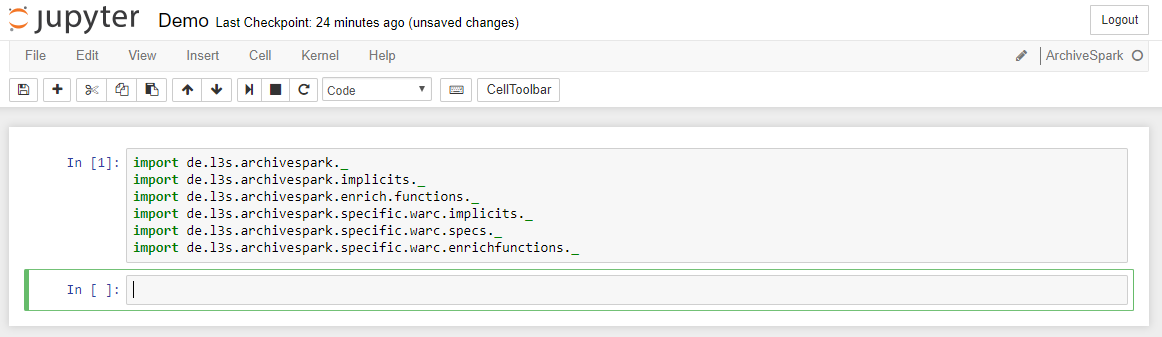 jupyter Demo Last Checkpoint: 24 minutes ago (unsaved changes) Logout
File Edit View Insert Cell Kernel Help ArchiveSpark
Code CellToolbar
In [1]: import de.l3s.archivespark._
import de.l3s.archivespark.implicits._
import de.l3s.archivespark.enrich.functions._
import de.l3s.archivespark.specific.warc.implicits._
import de.l3s.archivespark.specific.warc.specs._
import de.l3s.archivespark.specific.warc.enrichfunctions._
In [ ]: